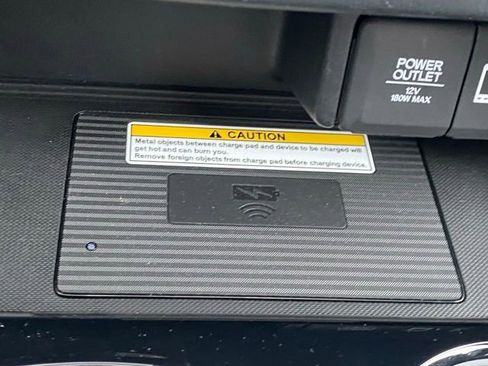 POWER
OUTLET
12V
180W MAX
CAUTION
Metal objects between charge pad and device to be charged will
get hot and can burn you.
Remove foreign objects from charge pad before charging device.